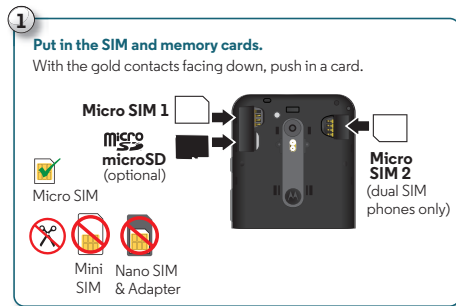 1
Put in the SIM and memory cards.
With the gold contacts facing down, push in a card.
Micro SIM 1
micro
microSD
(optional)
Micro
SIM 2
(dual SIM
phones only)
Micro SIM
Mini
SIM
Nano SIM
& Adapter